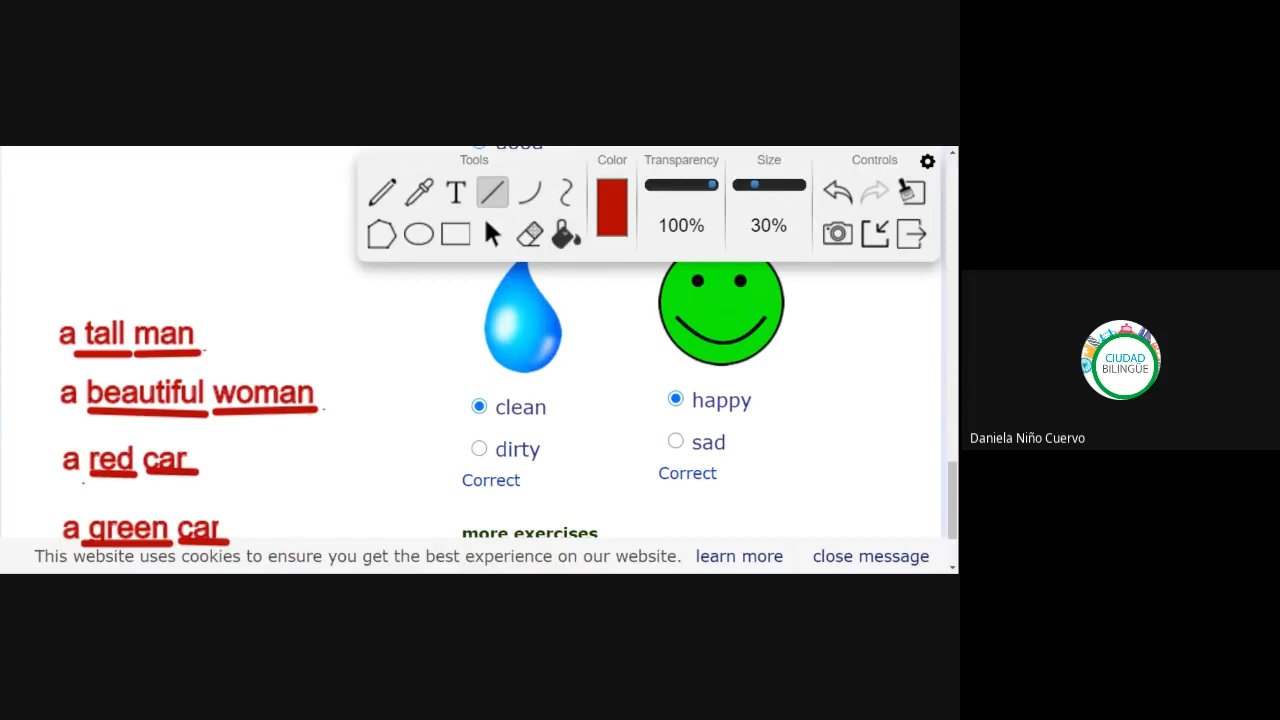 Tools
Color
Transparency
Size
Controls
T
100%
30%
a tall man
a beautiful woman
a red car
a green car
clean
dirty
Correct
happy
sad
Correct
more exercises
This website uses cookies to ensure you get the best experience on our website. learn more close message
CIUDAD
BILINGÜE
Daniela Niño Cuervo